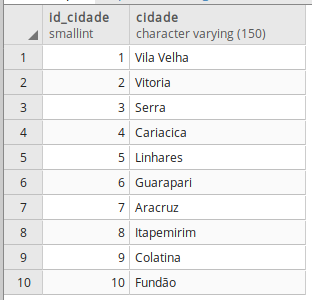 id_cidade cidade
smallint character varying (150)
1 1 Vila Velha
2 2 Vitoria
3 3 Serra
4 4 Cariacica
5 5 Linhares
6 6 Guarapari
7 7 Aracruz
8 8 Itapemirim
9 9 Colatina
10 10 Fundão